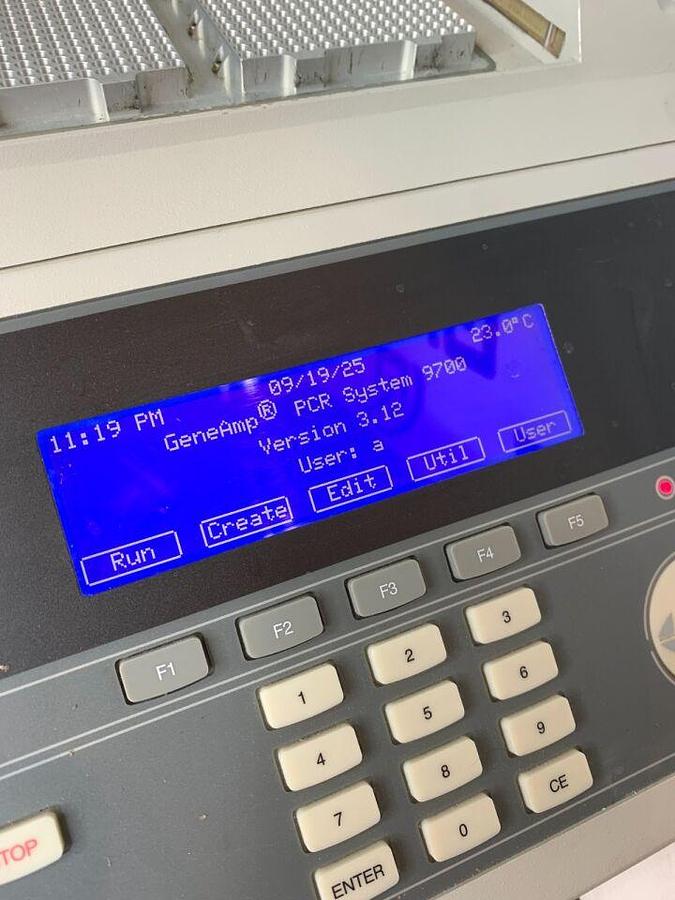 11:19 PM 09/19/25 23.0°C
GeneAmp® PCR System 9700
Version 3.12
User: a
Run Create Edit Util User
F1 F2 F3 F4 F5
1 2 3
4 5 6
7 8 9
ENTER 0 CE
TOP